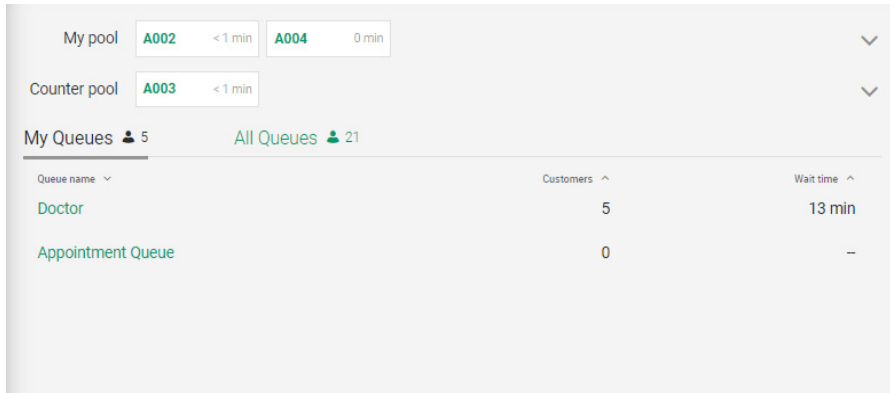 My pool A002 < 1 min A004 0 min
Counter pool A003 < 1 min
My Queues 5 All Queues 21
Queue name Customers Wait time
Doctor 5 13 min
Appointment Queue 0 --